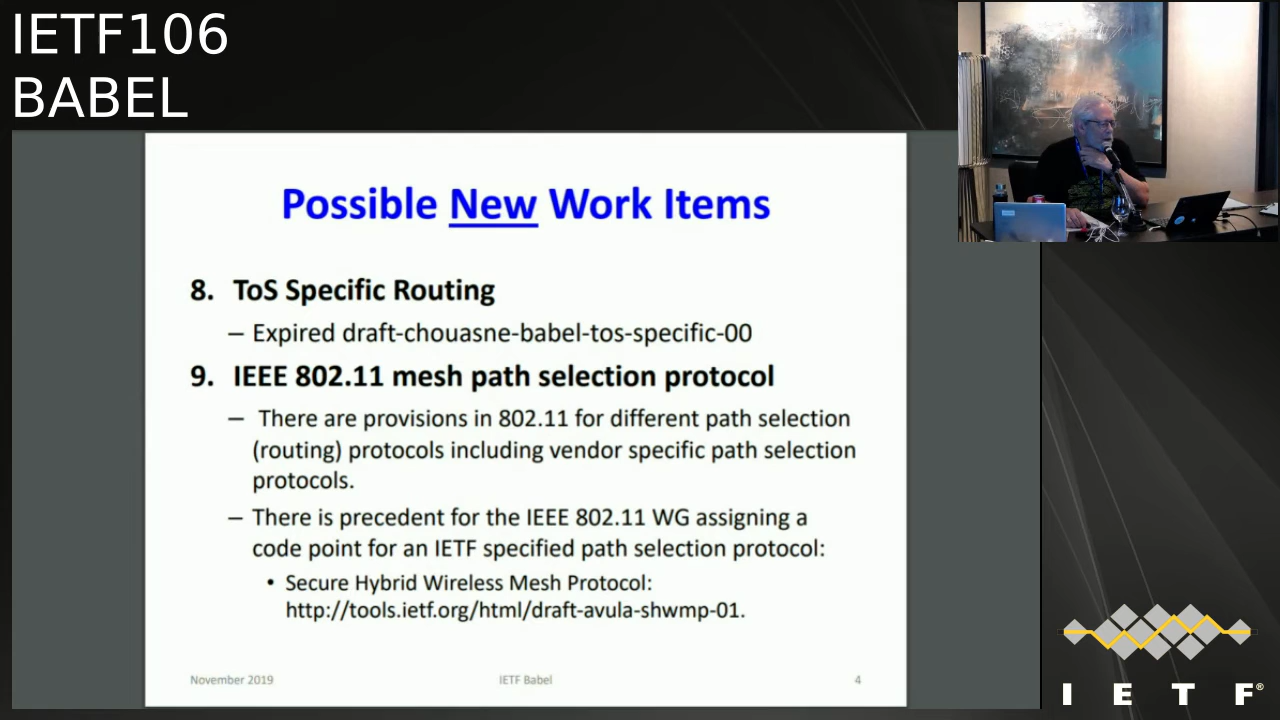 IETF106
BABEL
Possible New Work Items
8. ToS Specific Routing
– Expired draft-chouasne-babel-tos-specific-00
9. IEEE 802.11 mesh path selection protocol
– There are provisions in 802.11 for different path selection
(routing) protocols including vendor specific path selection
protocols.
– There is precedent for the IEEE 802.11 WG assigning a
code point for an IETF specified path selection protocol:
• Secure Hybrid Wireless Mesh Protocol:
http://tools.ietf.org/html/draft-avula-shwmp-01.
November 2019 IETF Babel 4
I E T F®